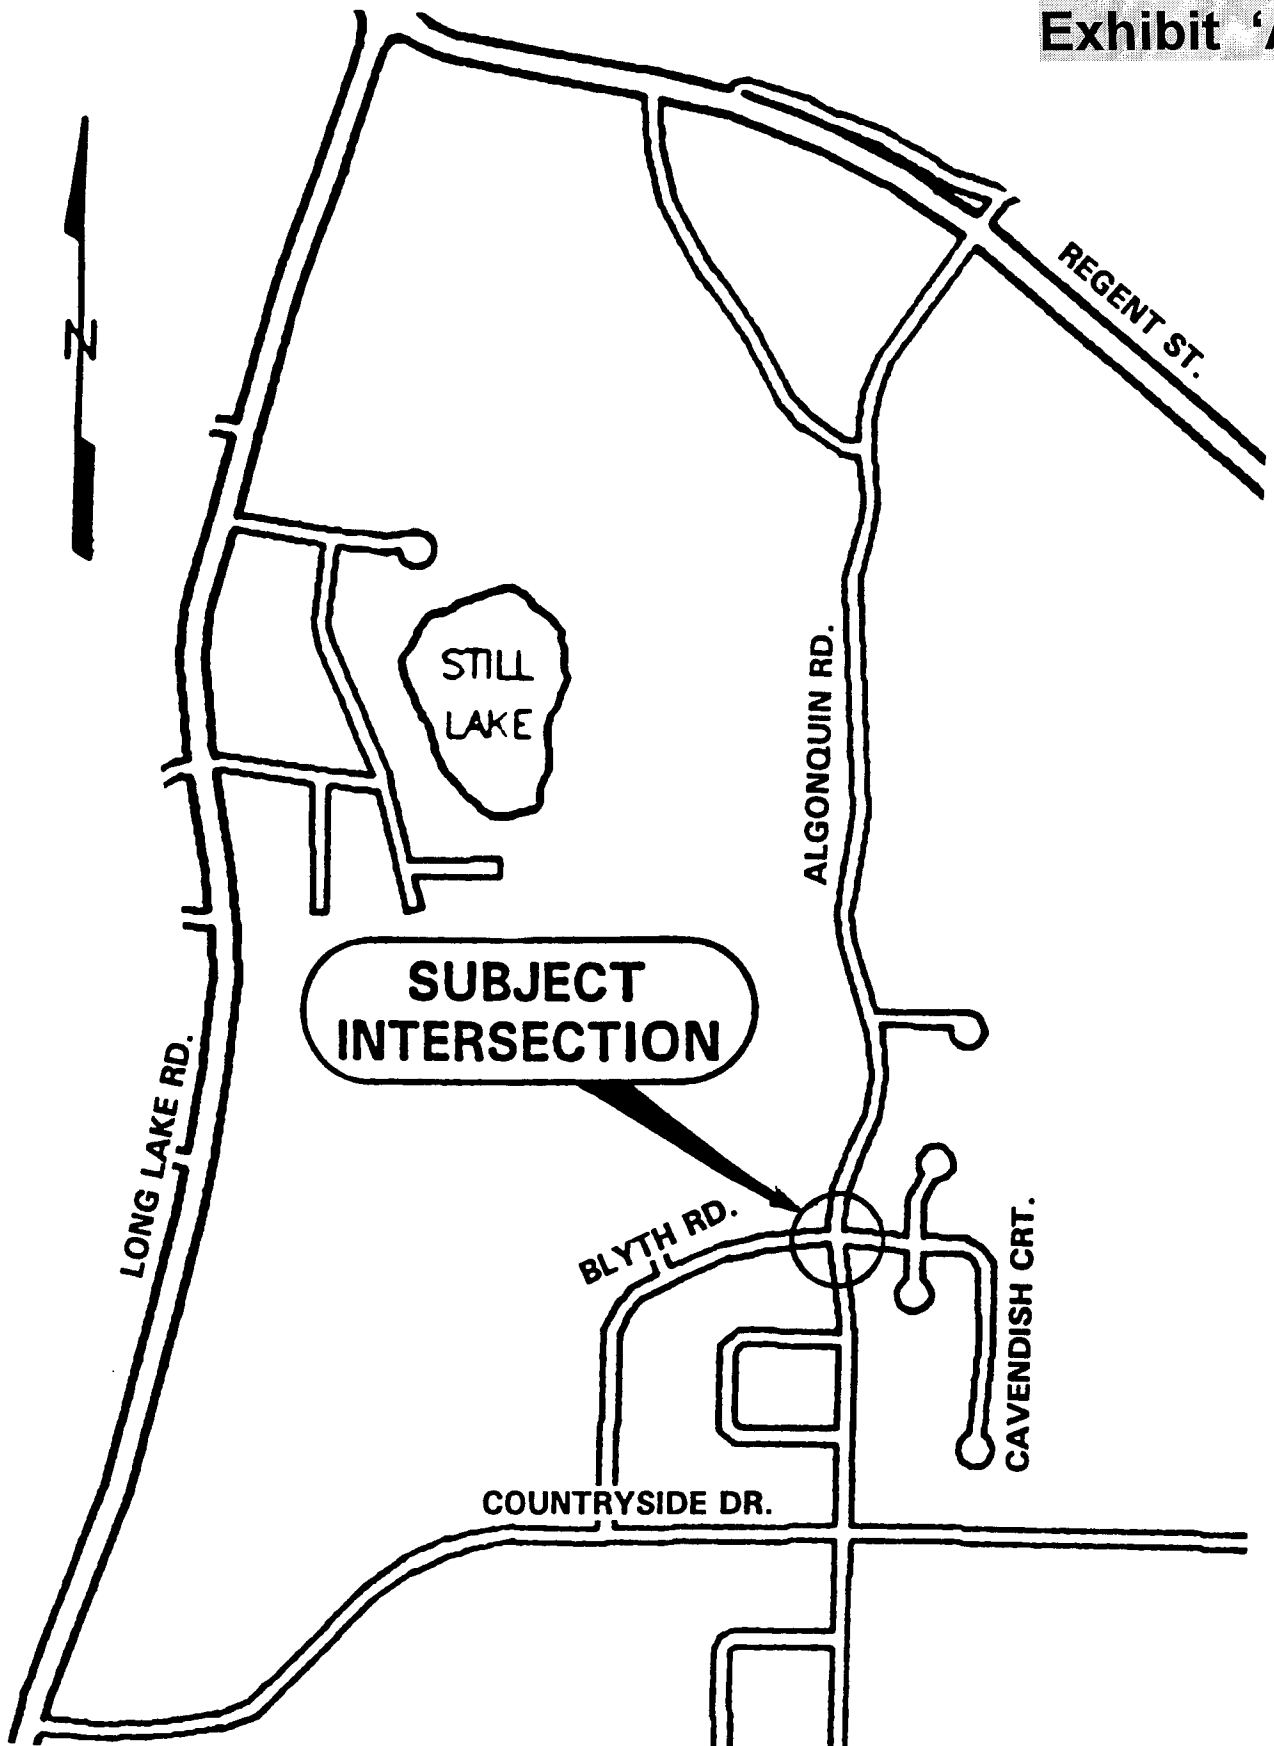 Exhibit 'A
REGENT ST.
N
STILL
LAKE
ALGONQUIN RD.
SUBJECT
INTERSECTION
LONG LAKE RD.
BLYTH RD.
CAVENDISH CRT.
COUNTRYSIDE DR.